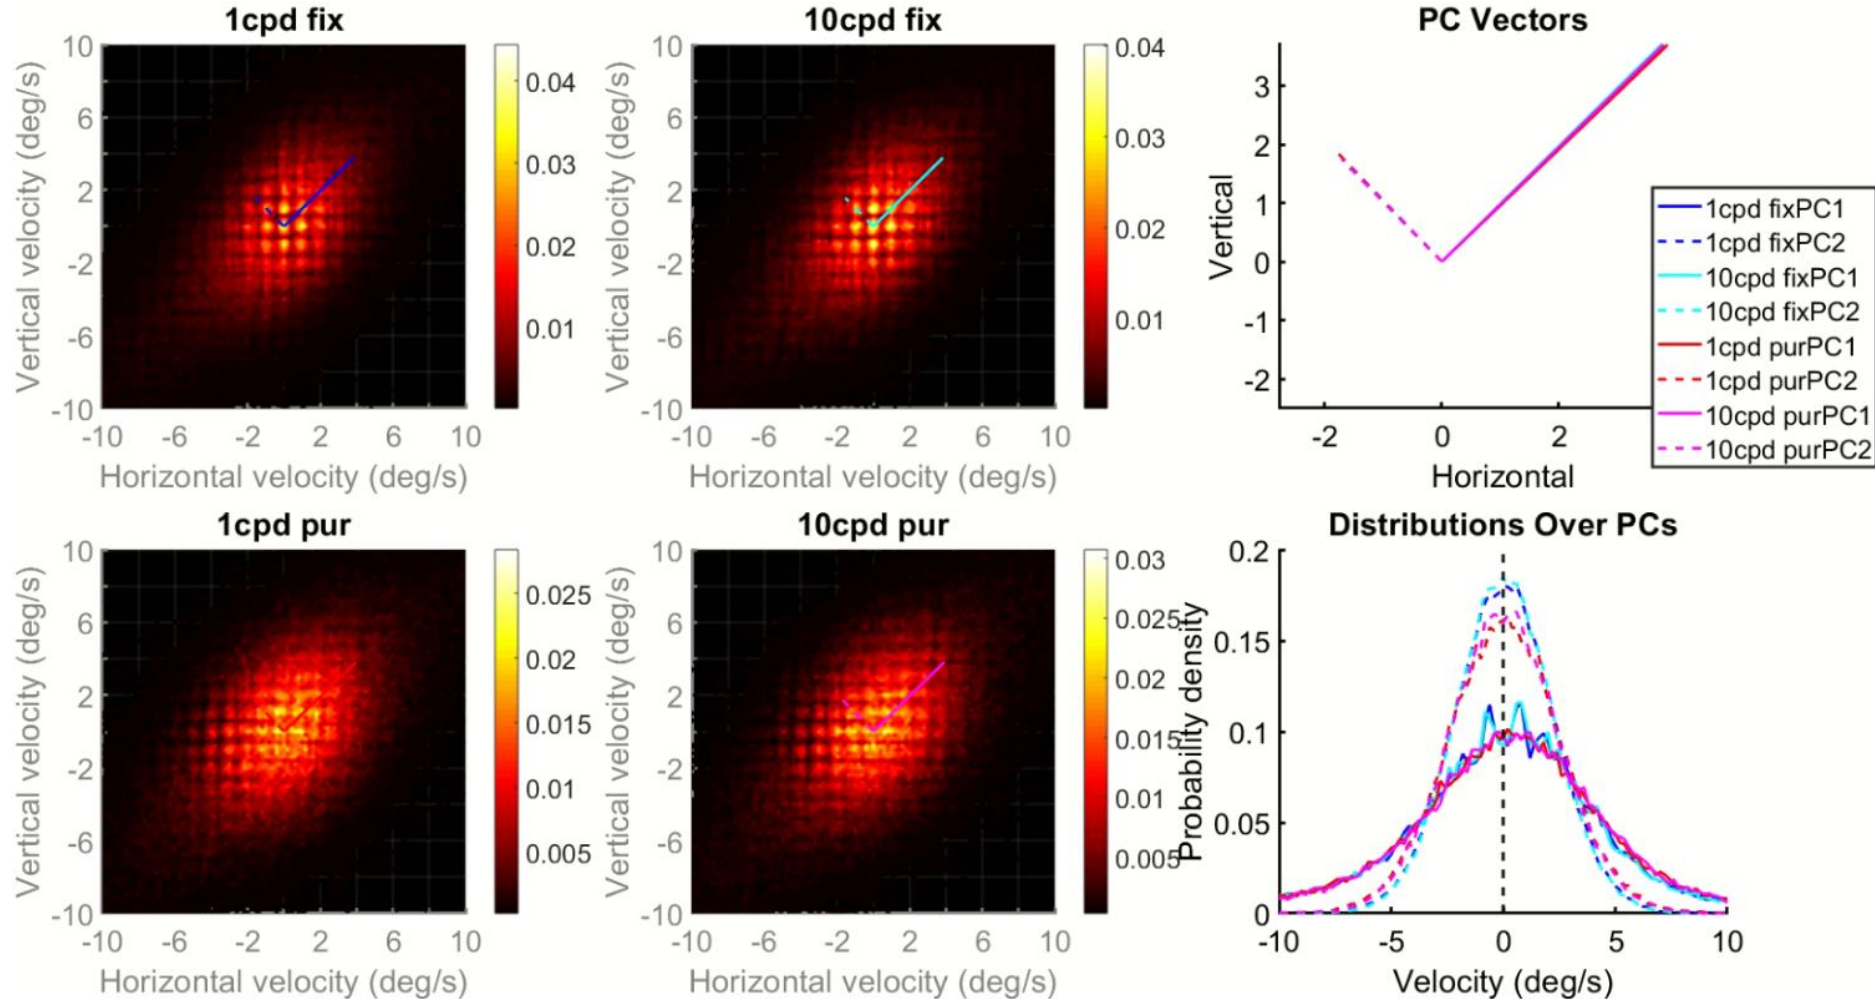 1cpd fix
10
6
2
-2
-6
-10
-10 -6 -2 2 6 10
Vertical velocity (deg/s)
Horizontal velocity (deg/s)
0.04
0.03
0.02
0.01
10cpd fix
10
6
2
-2
-6
-10
-10 -6 -2 2 6 10
Vertical velocity (deg/s)
Horizontal velocity (deg/s)
0.04
0.03
0.02
0.01
PC Vectors
3
2
1
0
-1
-2
-2 0 2
Vertical
Horizontal
1cpd fixPC1
1cpd fixPC2
10cpd fixPC1
10cpd fixPC2
1cpd purPC1
1cpd purPC2
10cpd purPC1
10cpd purPC2
1cpd pur
10
6
2
-2
-6
-10
-10 -6 -2 2 6 10
Vertical velocity (deg/s)
Horizontal velocity (deg/s)
0.025
0.02
0.015
0.01
0.005
10cpd pur
10
6
2
-2
-6
-10
-10 -6 -2 2 6 10
Vertical velocity (deg/s)
Horizontal velocity (deg/s)
0.03
0.025
0.02
0.015
0.01
0.005
Distributions Over PCs
0.2
0.15
0.1
0.05
0
-10 -5 0 5 10
Probability density
Velocity (deg/s)